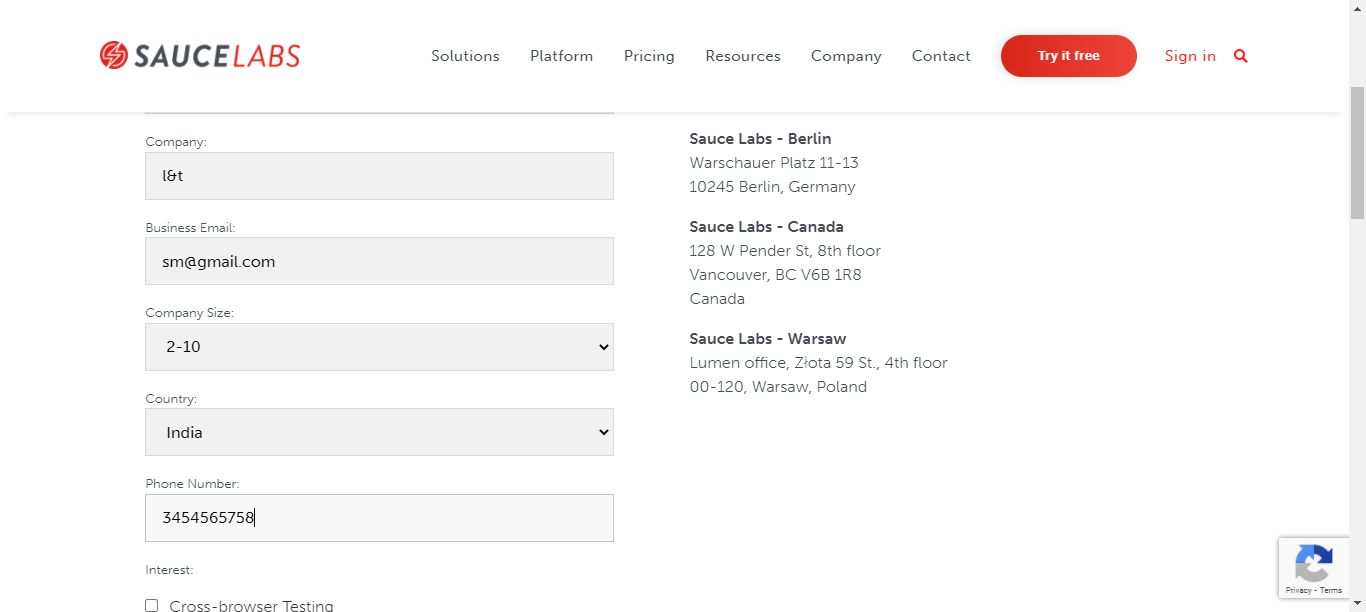 SAUCELABS
Solutions Platform Pricing Resources Company Contact Try it free Sign in
Company:
l&t
Business Email:
sm@gmail.com
Company Size:
2-10
Country:
India
Phone Number:
3454565758
Interest:
Cross-browser Testing
Sauce Labs - Berlin
Warschauer Platz 11-13
10245 Berlin, Germany
Sauce Labs - Canada
128 W Pender St, 8th floor
Vancouver, BC V6B 1R8
Canada
Sauce Labs - Warsaw
Lumen office, Złota 59 St., 4th floor
00-120, Warsaw, Poland
Privacy - Terms